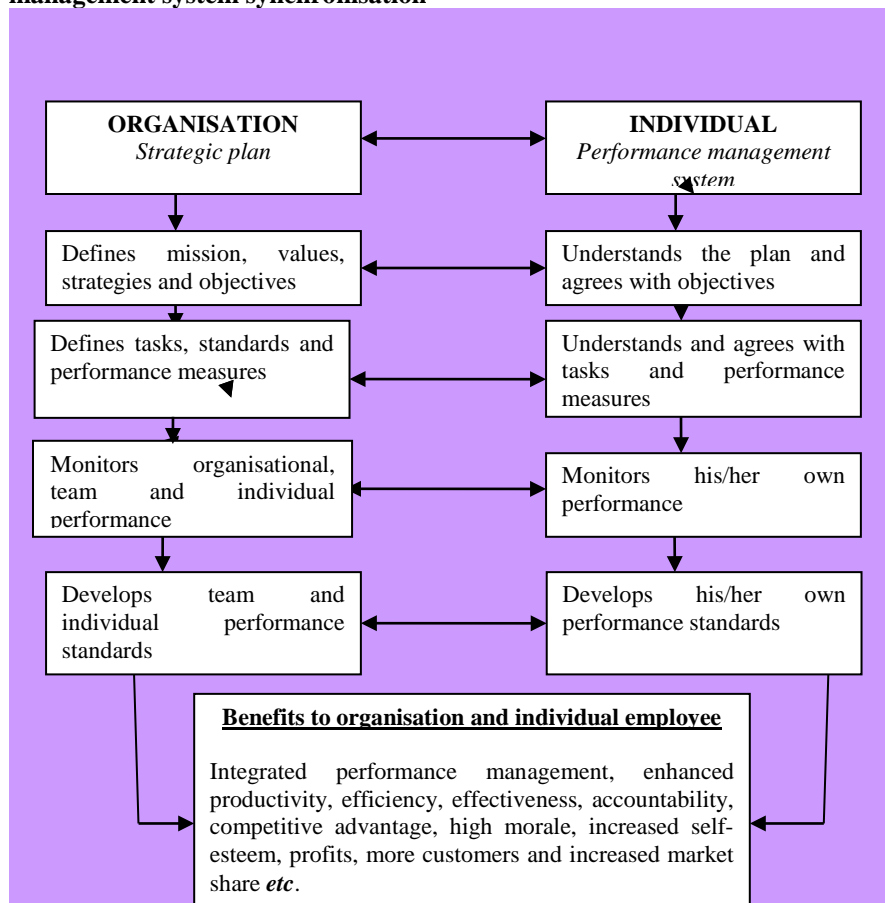 management system synchronisation
ORGANISATION
Strategic plan
INDIVIDUAL
Performance management
system
Defines mission, values,
strategies and objectives
Understands the plan and
agrees with objectives
Defines tasks, standards and
performance measures
Understands and agrees with
tasks and performance
measures
Monitors organisational,
team and individual
performance
Monitors his/her own
performance
Develops team and
individual performance
standards
Develops his/her own
performance standards
Benefits to organisation and individual employee
Integrated performance management, enhanced
productivity, efficiency, effectiveness, accountability,
competitive advantage, high morale, increased self-
esteem, profits, more customers and increased market
share etc.